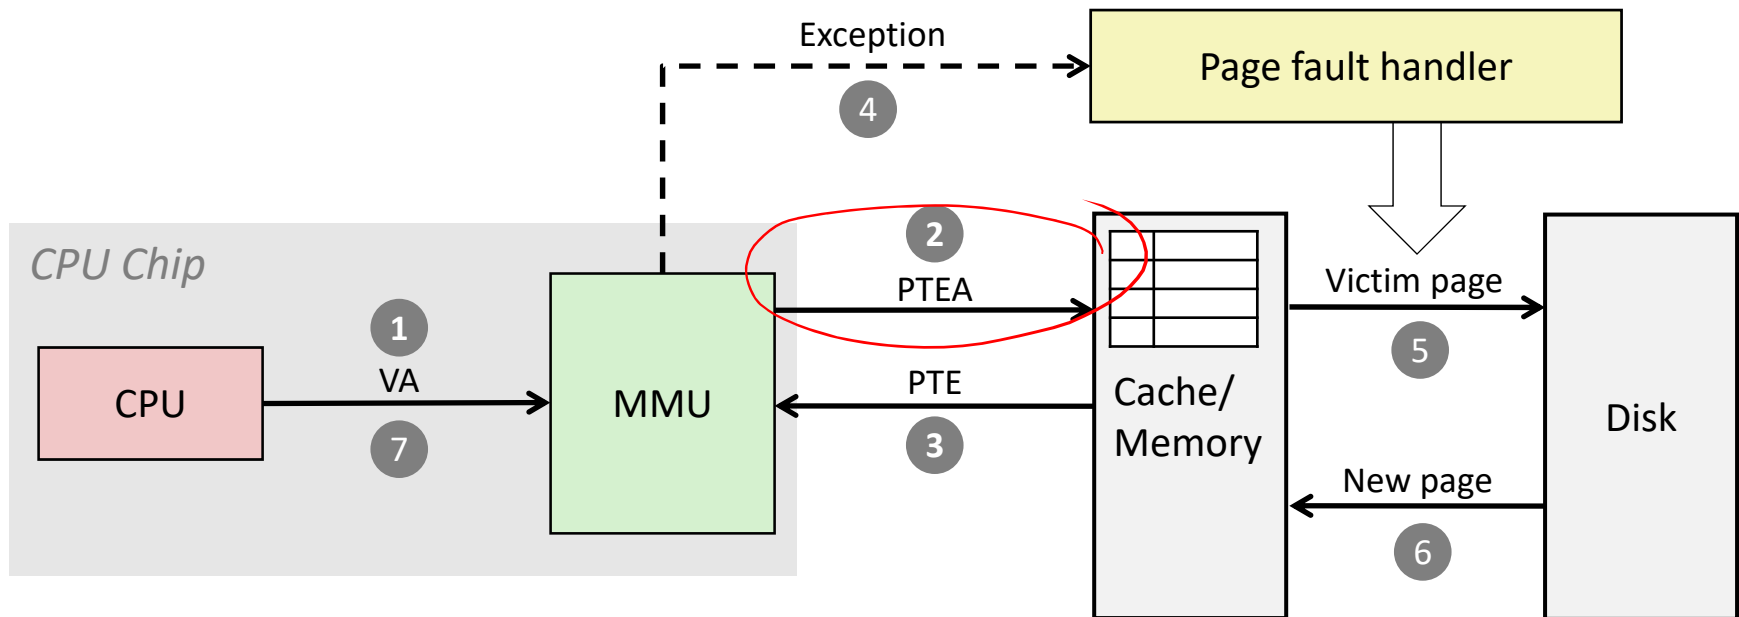 Exception
4
Page fault handler
CPU Chip
2
PTEA
1
VA
CPU
7
MMU
PTE
3
Cache/
Memory
Victim page
5
Disk
New page
6